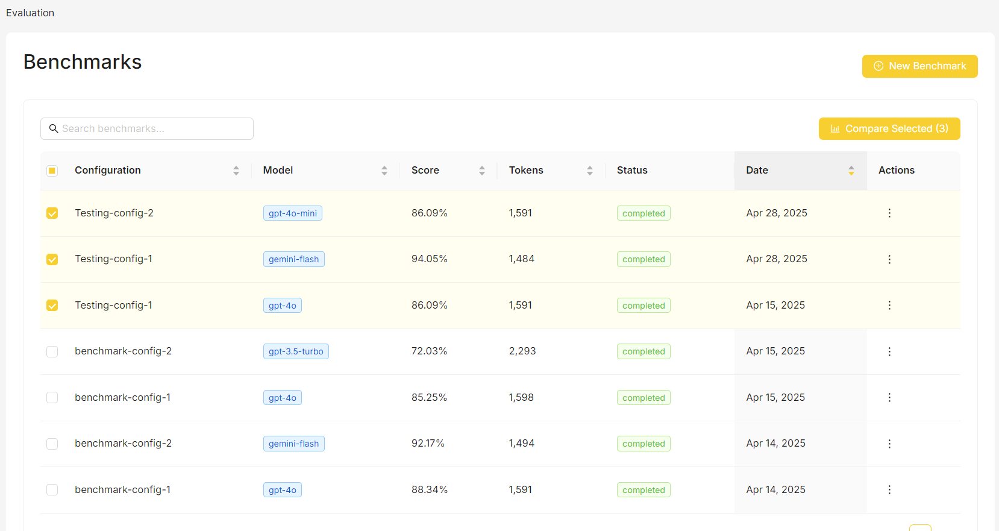 Evaluation
Benchmarks
New Benchmark
Search benchmarks...
Compare Selected (3)
Configuration Model Score Tokens Status Date Actions
Testing-config-2 gpt-4o-mini 86.09% 1,591 completed Apr 28, 2025
Testing-config-1 gemini-flash 94.05% 1,484 completed Apr 28, 2025
Testing-config-1 gpt-4o 86.09% 1,591 completed Apr 15, 2025
benchmark-config-2 gpt-3.5-turbo 72.03% 2,293 completed Apr 15, 2025
benchmark-config-1 gpt-4o 85.25% 1,598 completed Apr 15, 2025
benchmark-config-2 gemini-flash 92.17% 1,494 completed Apr 14, 2025
benchmark-config-1 gpt-4o 88.34% 1,591 completed Apr 14, 2025